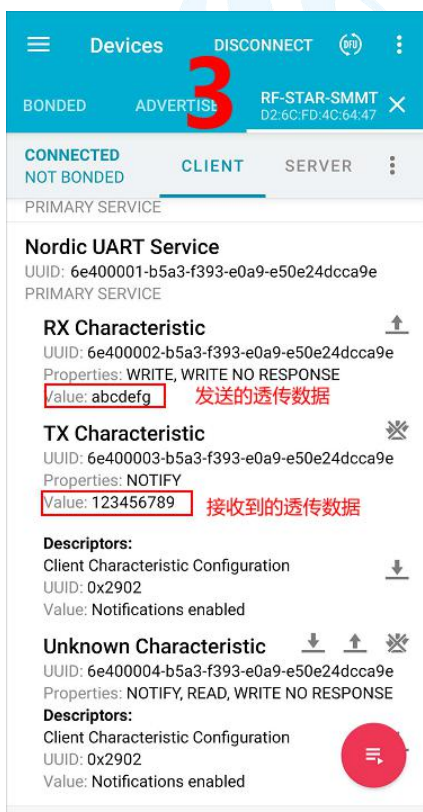 Devices DISCONNECT DFU
3
BONDED ADVERTISE RF-STAR-SMMT
D2:6C:FD:4C:64:47
CONNECTED
NOT BONDED CLIENT SERVER
PRIMARY SERVICE
Nordic UART Service
UUID: 6e400001-b5a3-f393-e0a9-e50e24dcca9e
PRIMARY SERVICE
RX Characteristic
UUID: 6e400002-b5a3-f393-e0a9-e50e24dcca9e
Properties: WRITE, WRITE NO RESPONSE
Value: abcdefg 发送的透传数据
TX Characteristic
UUID: 6e400003-b5a3-f393-e0a9-e50e24dcca9e
Properties: NOTIFY
Value: 123456789 接收到的透传数据
Descriptors:
Client Characteristic Configuration
UUID: 0x2902
Value: Notifications enabled
Unknown Characteristic
UUID: 6e400004-b5a3-f393-e0a9-e50e24dcca9e
Properties: NOTIFY, READ, WRITE NO RESPONSE
Descriptors:
Client Characteristic Configuration
UUID: 0x2902
Value: Notifications enabled